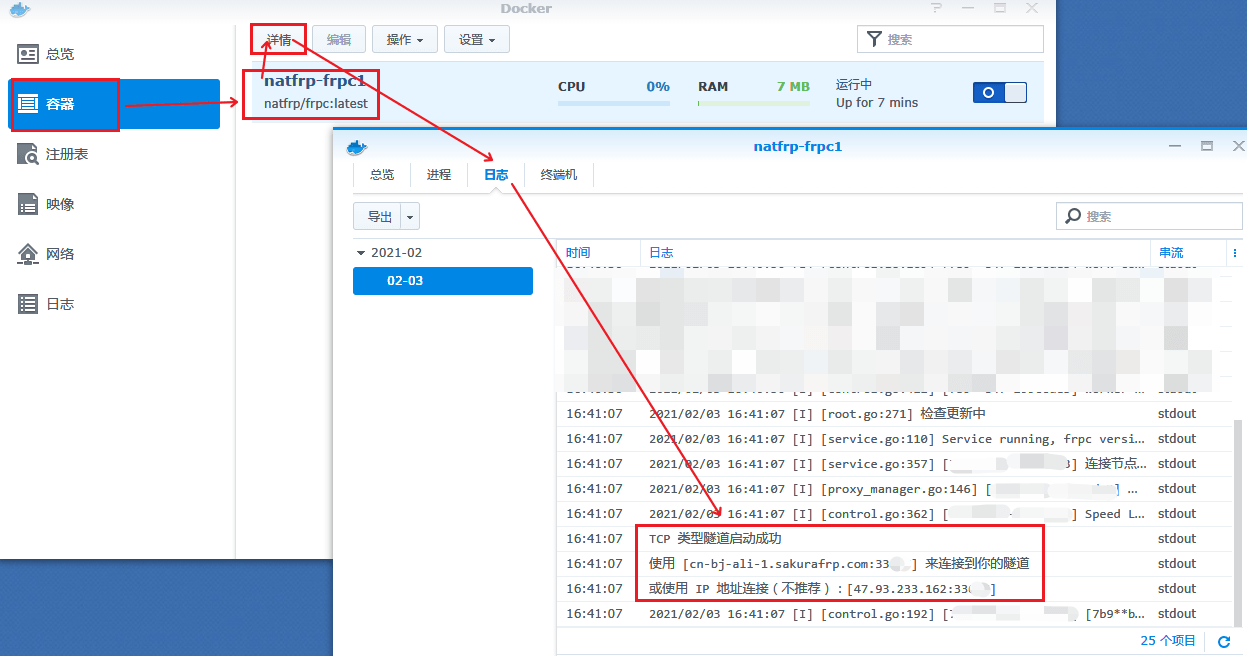 Docker
总览
容器
注册表
映像
网络
日志
详情 编辑 操作 设置 搜索
natfrp-frpc1
natfrp/frpc:latest
CPU 0% RAM 7 MB
运行中
Up for 7 mins
natfrp-frpc1
总览 进程 日志 终端机
导出 搜索
2021-02
02-03
时间 日志 串流
16:41:07 2021/02/03 16:41:07 [I] [root.go:271] 检查更新中 stdout
16:41:07 2021/02/03 16:41:07 [I] [service.go:110] Service running, frpc versi... stdout
16:41:07 2021/02/03 16:41:07 [I] [service.go:357] [ ] 连接节点... stdout
16:41:07 2021/02/03 16:41:07 [I] [proxy_manager.go:146] [ ] ... stdout
16:41:07 2021/02/03 16:41:07 [I] [control.go:362] [ ] Speed L... stdout
16:41:07 TCP 类型隧道启动成功 stdout
16:41:07 使用 [cn-bj-ali-1.sakurafrp.com:33 ] 来连接到你的隧道 stdout
16:41:07 或使用 IP 地址连接（不推荐）: [47.93.233.162:33 ] stdout
16:41:07 2021/02/03 16:41:07 [I] [control.go:192] [ ] [7b9**b... stdout
25 个项目